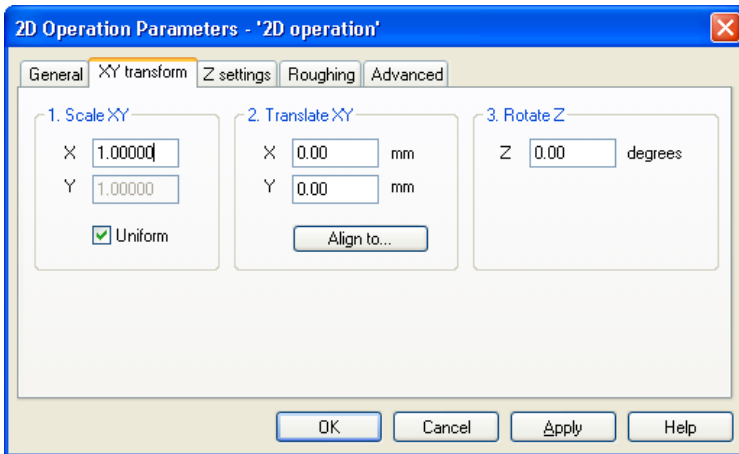 2D Operation Parameters - '2D operation'
General XY transform Z settings Roughing Advanced
1. Scale XY
X 1.00000
Y 1.00000
Uniform
2. Translate XY
X 0.00 mm
Y 0.00 mm
Align to...
3. Rotate Z
Z 0.00 degrees
OK Cancel Apply Help